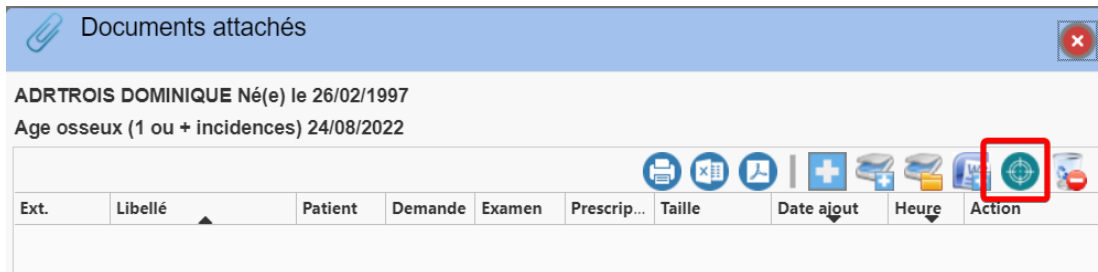 Documents attachés
ADRTROIS DOMINIQUE Né(e) le 26/02/1997
Age osseux (1 ou + incidences) 24/08/2022
Ext. Libellé Patient Demande Examen Prescrip... Taille Date ajout Heure Action